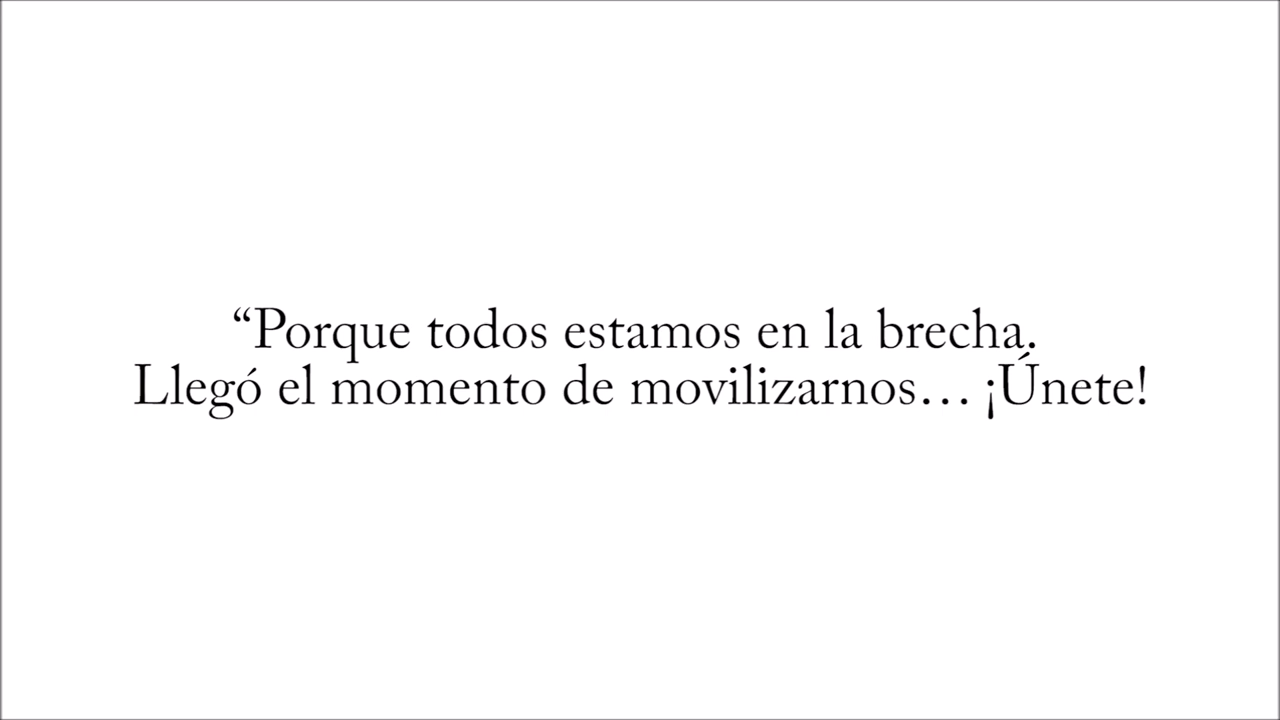 “Porque todos estamos en la brecha.
Llegó el momento de movilizarnos… ¡Únete!